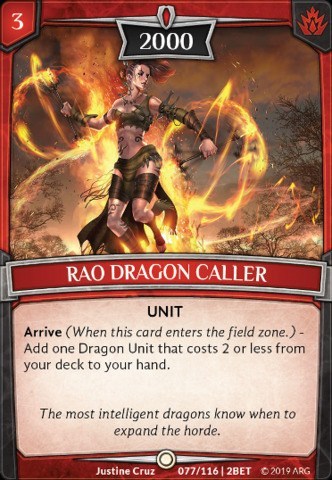 3
2000
RAO DRAGON CALLER
UNIT
Arrive (When this card enters the field zone.) -
Add one Dragon Unit that costs 2 or less from
your deck to your hand.
The most intelligent dragons know when to
expand the horde.
Justine Cruz 077/116 | 2BET © 2019 ARG